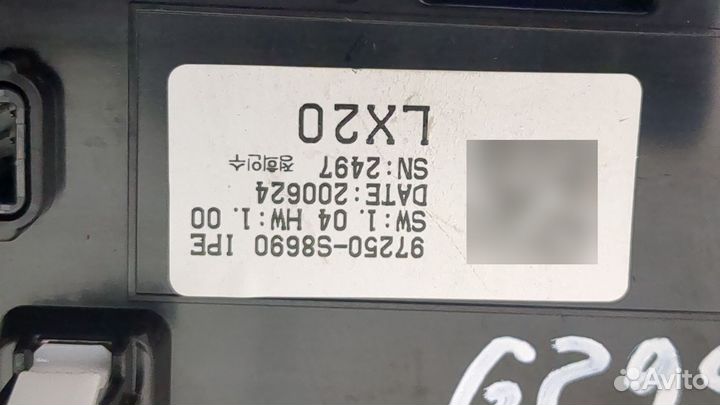 97250-S8690 IPE
SW:1.04 HW:1.00
DATE:200624
SN:2497
LX20
Avito